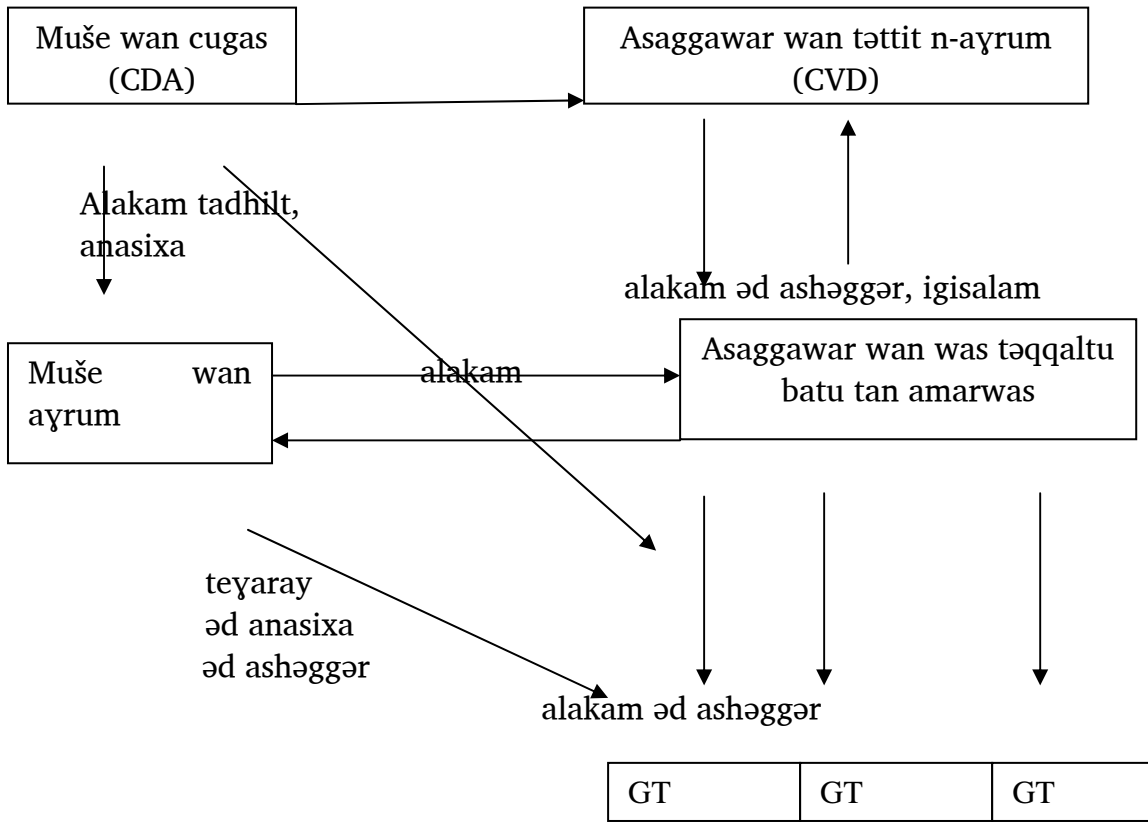 Muše wan cugas
(CDA)
Asaggawar wan təttit n-aɣrum
(CVD)
Alakam tadhilt,
anasixa
alakam əd ashəggər, igisalam
Muše wan
aɣrum
alakam
Asaggawar wan was təqqaltu
batu tan amarwas
teɣaray
əd anasixa
əd ashəggər
alakam əd ashəggər
GT GT GT